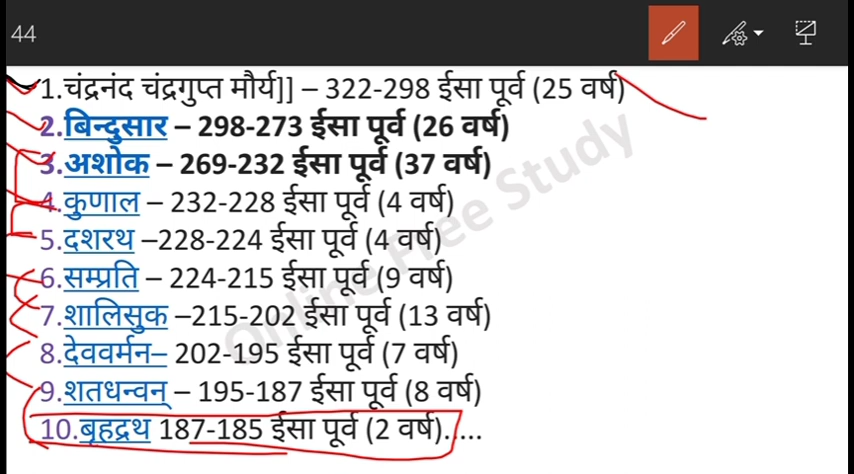 44
1.चंद्रनंद चंद्रगुप्त मौर्य]] – 322-298 ईसा पूर्व (25 वर्ष)
2.बिन्दुसार – 298-273 ईसा पूर्व (26 वर्ष)
3.अशोक – 269-232 ईसा पूर्व (37 वर्ष)
4.कुणाल – 232-228 ईसा पूर्व (4 वर्ष)
5.दशरथ –228-224 ईसा पूर्व (4 वर्ष)
6.सम्प्रति – 224-215 ईसा पूर्व (9 वर्ष)
7.शालिसुक –215-202 ईसा पूर्व (13 वर्ष)
8.देववर्मन– 202-195 ईसा पूर्व (7 वर्ष)
9.शतधन्वन् – 195-187 ईसा पूर्व (8 वर्ष)
10.बृहद्रथ 187-185 ईसा पूर्व (2 वर्ष).....
Online Free Study